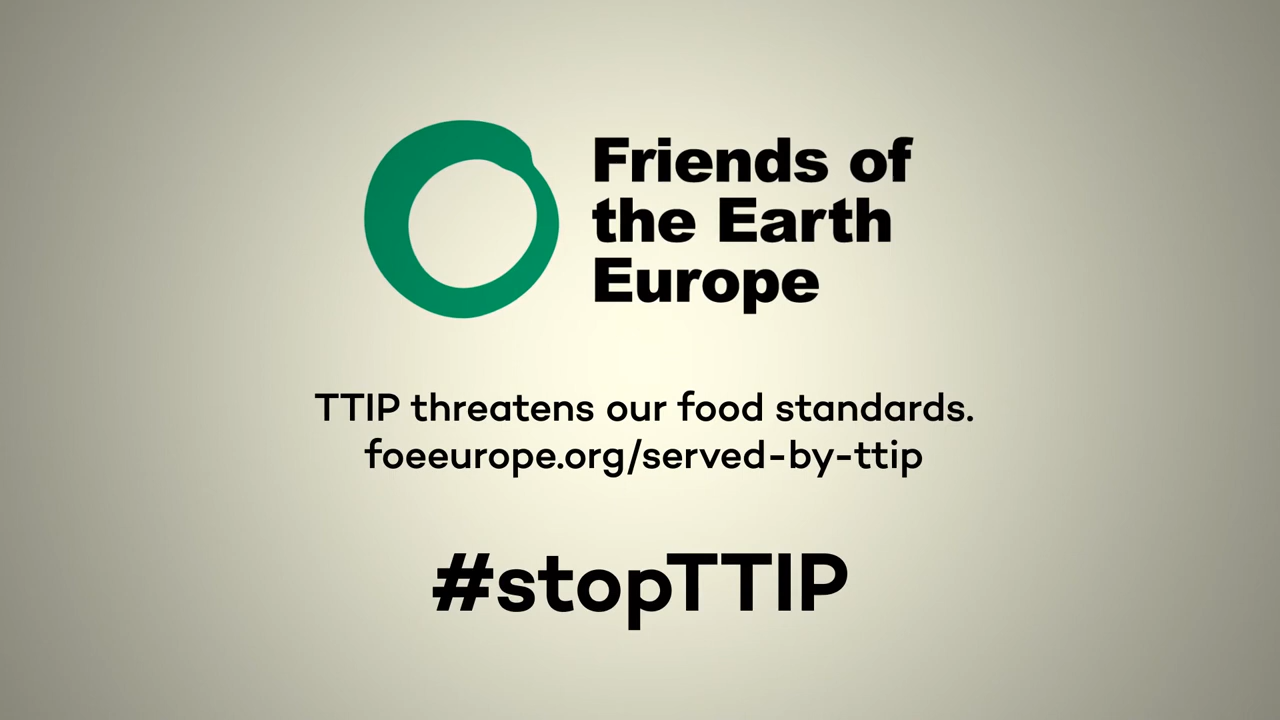 Friends of
the Earth
Europe
TTIP threatens our food standards.
foeeurope.org/served-by-ttip
#stopTTIP